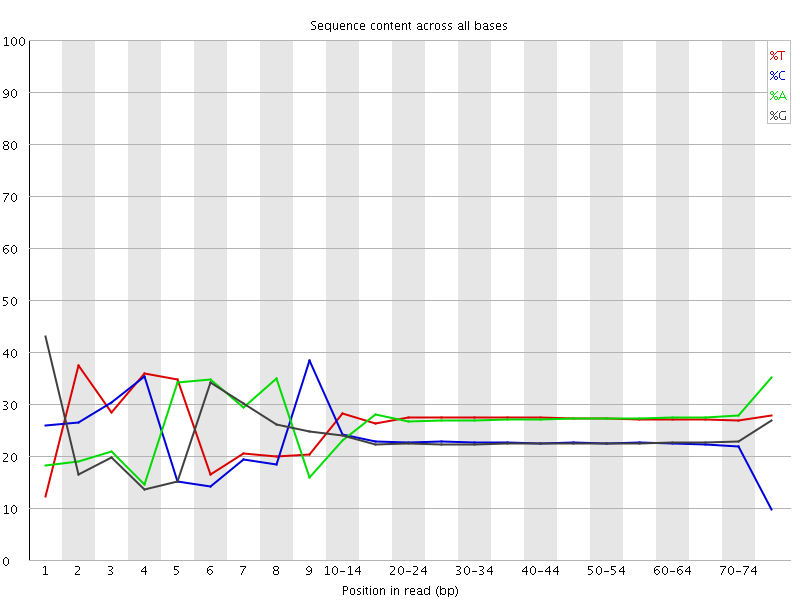 Sequence content across all bases
100
90
80
70
60
50
40
30
20
10
0
%T
%C
%A
%G
1 2 3 4 5 6 7 8 9 10-14 20-24 30-34 40-44 50-54 60-64 70-74
Position in read (bp)